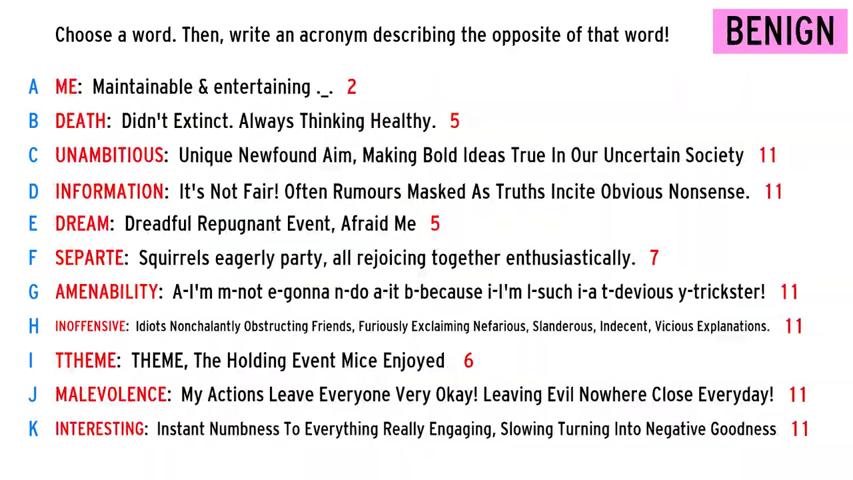 Choose a word. Then, write an acronym describing the opposite of that word!
BENIGN
A ME: Maintainable & entertaining ._. 2
B DEATH: Didn't Extinct. Always Thinking Healthy. 5
C UNAMBITIOUS: Unique Newfound Aim, Making Bold Ideas True In Our Uncertain Society 11
D INFORMATION: It's Not Fair! Often Rumours Masked As Truths Incite Obvious Nonsense. 11
E DREAM: Dreadful Repugnant Event, Afraid Me 5
F SEPARTE: Squirrels eagerly party, all rejoicing together enthusiastically. 7
G AMENABILITY: A-I'm m-not e-gonna n-do a-it b-because i-I'm l-such i-a t-devious y-trickster! 11
H INOFFENSIVE: Idiots Nonchalantly Obstructing Friends, Furiously Exclaiming Nefarious, Slanderous, Indecent, Vicious Explanations. 11
I TTHEME: THEME, The Holding Event Mice Enjoyed 6
J MALEVOLENCE: My Actions Leave Everyone Very Okay! Leaving Evil Nowhere Close Everyday! 11
K INTERESTING: Instant Numbness To Everything Really Engaging, Slowing Turning Into Negative Goodness 11